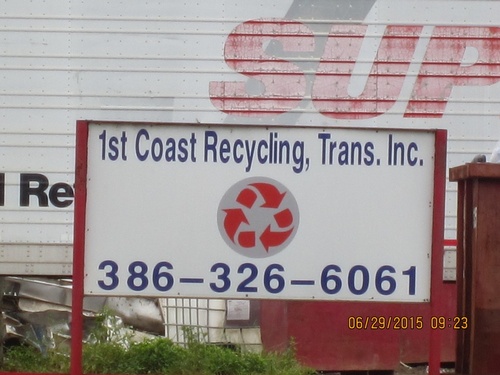 SUP
1st Coast Recycling, Trans. Inc.
Re
386-326-6061
06/29/2015 09:23